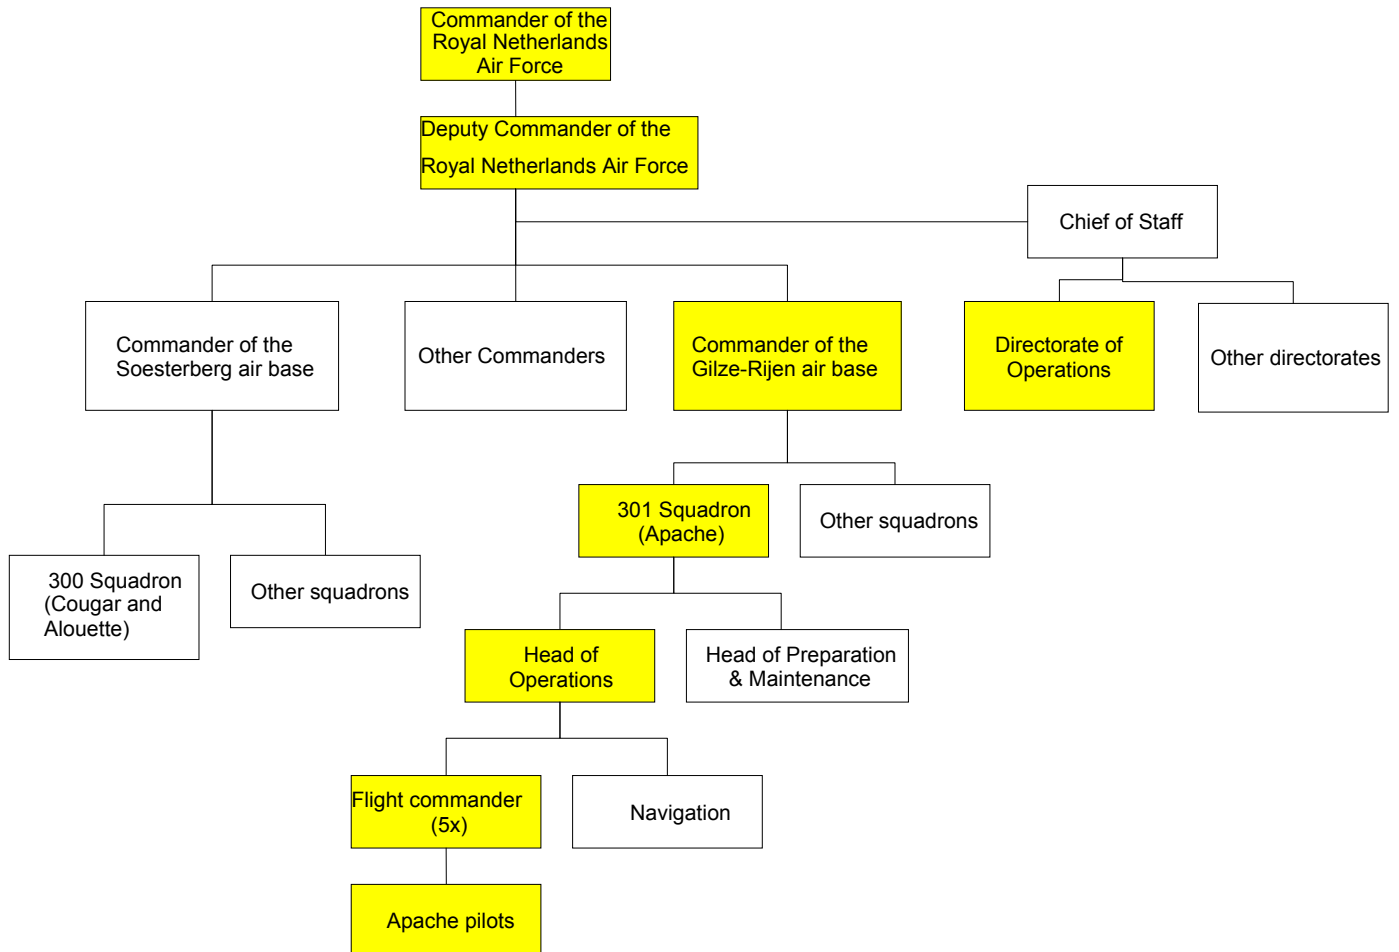 Commander of the
Royal Netherlands
Air Force
Deputy Commander of the
Royal Netherlands Air Force
Chief of Staff
Commander of the
Soesterberg air base
Other Commanders
Commander of the
Gilze-Rijen air base
Directorate of
Operations
Other directorates
301 Squadron
(Apache)
Other squadrons
300 Squadron
(Cougar and
Alouette)
Other squadrons
Head of
Operations
Head of Preparation
& Maintenance
Flight commander
(5x)
Navigation
Apache pilots